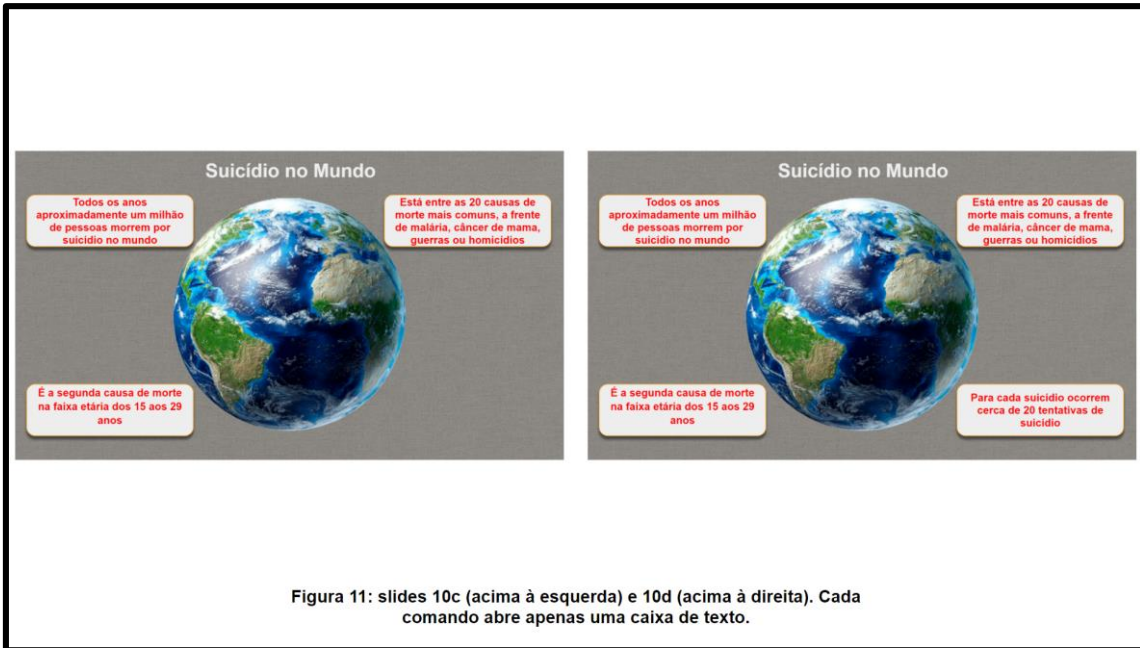 Suicídio no Mundo
Todos os anos
aproximadamente um milhão
de pessoas morrem por
suicídio no mundo
Está entre as 20 causas de
morte mais comuns, a frente
de malária, câncer de mama,
guerras ou homicídios
É a segunda causa de morte
na faixa etária dos 15 aos 29
anos
Suicídio no Mundo
Todos os anos
aproximadamente um milhão
de pessoas morrem por
suicídio no mundo
Está entre as 20 causas de
morte mais comuns, a frente
de malária, câncer de mama,
guerras ou homicídios
É a segunda causa de morte
na faixa etária dos 15 aos 29
anos
Para cada suicídio ocorrem
cerca de 20 tentativas de
suicídio
Figura 11: slides 10c (acima à esquerda) e 10d (acima à direita). Cada
comando abre apenas uma caixa de texto.